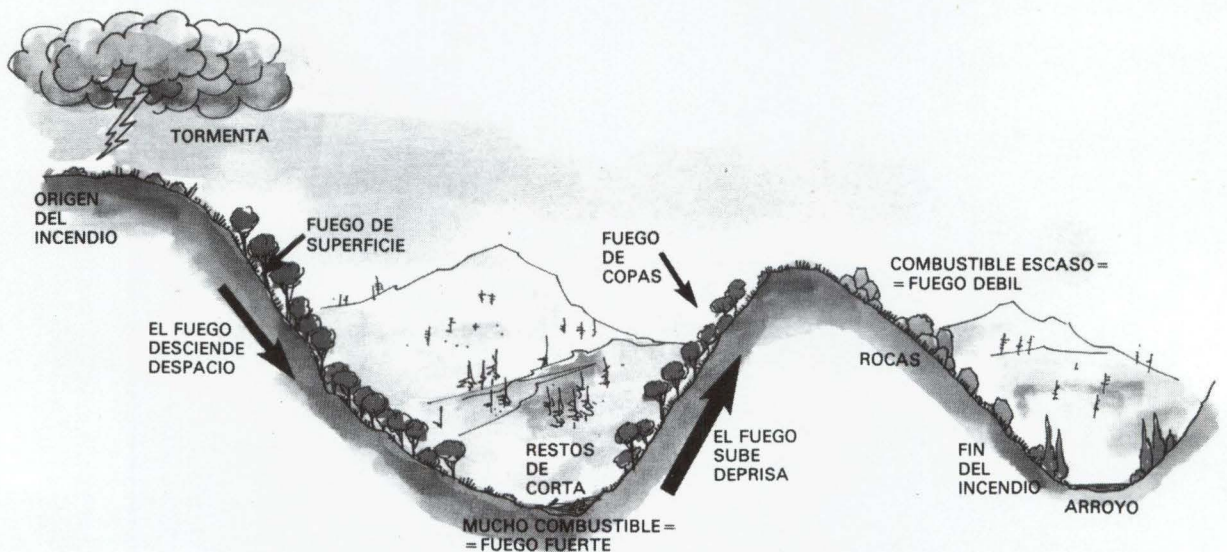 TORMENTA
ORIGEN
DEL
INCENDIO
FUEGO DE
SUPERFICIE
EL FUEGO
DESCIENDE
DESPACIO
RESTOS
DE
CORTA
MUCHO COMBUSTIBLE =
= FUEGO FUERTE
FUEGO
DE
COPAS
EL FUEGO
SUBE
DEPRISA
COMBUSTIBLE ESCASO =
= FUEGO DEBIL
ROCAS
FIN
DEL
INCENDIO
ARROYO